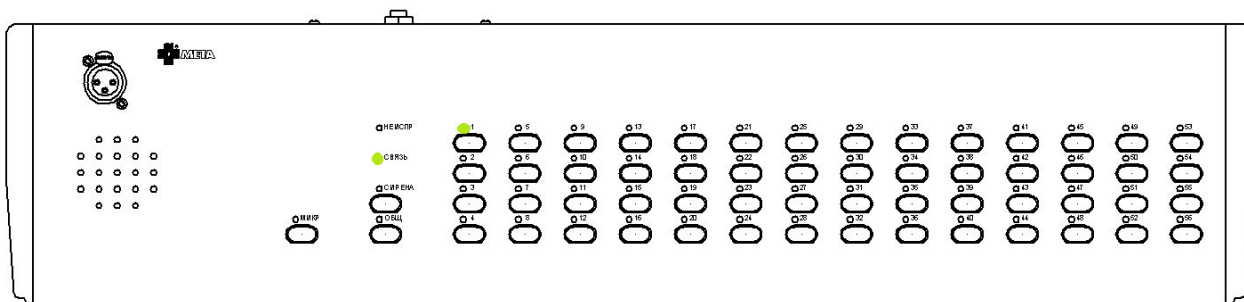 META
НЕИСПР 1 5 9 13 17 21 25 29 33 37 41 45 49 53
СВЯЗЬ 2 6 10 14 18 22 26 30 34 38 42 46 50 54
СИРЕНА 3 7 11 15 19 23 27 31 35 39 43 47 51 55
МИКР ОБЩ 4 8 12 16 20 24 28 32 36 40 44 48 52 56